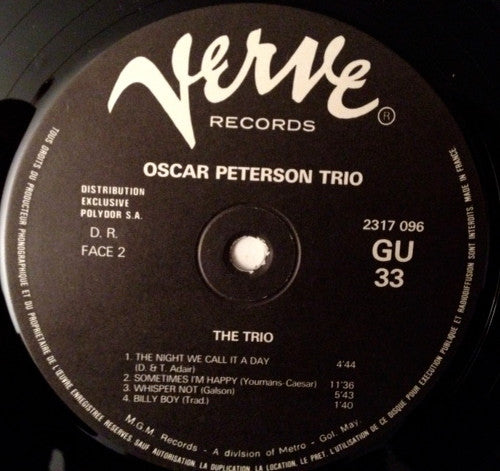 Verve
RECORDS
®
OSCAR PETERSON TRIO
DISTRIBUTION
EXCLUSIVE
POLYDOR S.A.
D. R.
FACE 2
2317 096
GU
33
THE TRIO
1. THE NIGHT WE CALL IT A DAY 4'44
(D. & T. Adair)
2. SOMETIMES I'M HAPPY (Youmans-Caesar) 11'36
3. WHISPER NOT (Galson) 5'43
4. BILLY BOY (Trad.) 1'40
M.G.M. Records - A division of Metro - Gol. May.
TOUS DROITS DU PRODUCTEUR PHONOGRAPHIQUE ET DU PROPRIETAIRE DE L'ŒUVRE ENREGISTREE RESERVES. SAUF AUTORISATION, LA DUPLICATION, LA LOCATION, LE PRET, L'UTILISATION DE CE DISQUE POUR EXECUTION PUBLIQUE ET RADIODIFFUSION SONT INTERDITES. MADE IN FRANCE.